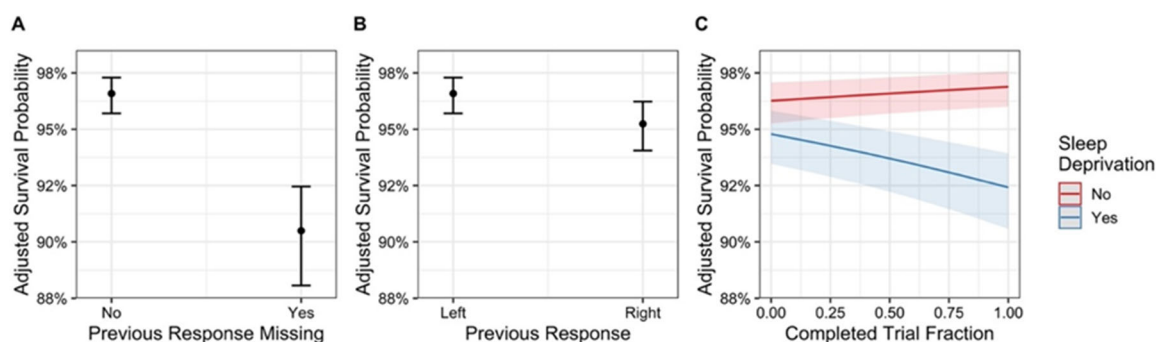 A
Adjusted Survival Probability
98%
95%
92%
90%
88%
No
Yes
Previous Response Missing
B
Adjusted Survival Probability
98%
95%
92%
90%
88%
Left
Right
Previous Response
C
Adjusted Survival Probability
98%
95%
92%
90%
88%
0.00
0.25
0.50
0.75
1.00
Completed Trial Fraction
Sleep
Deprivation
No
Yes